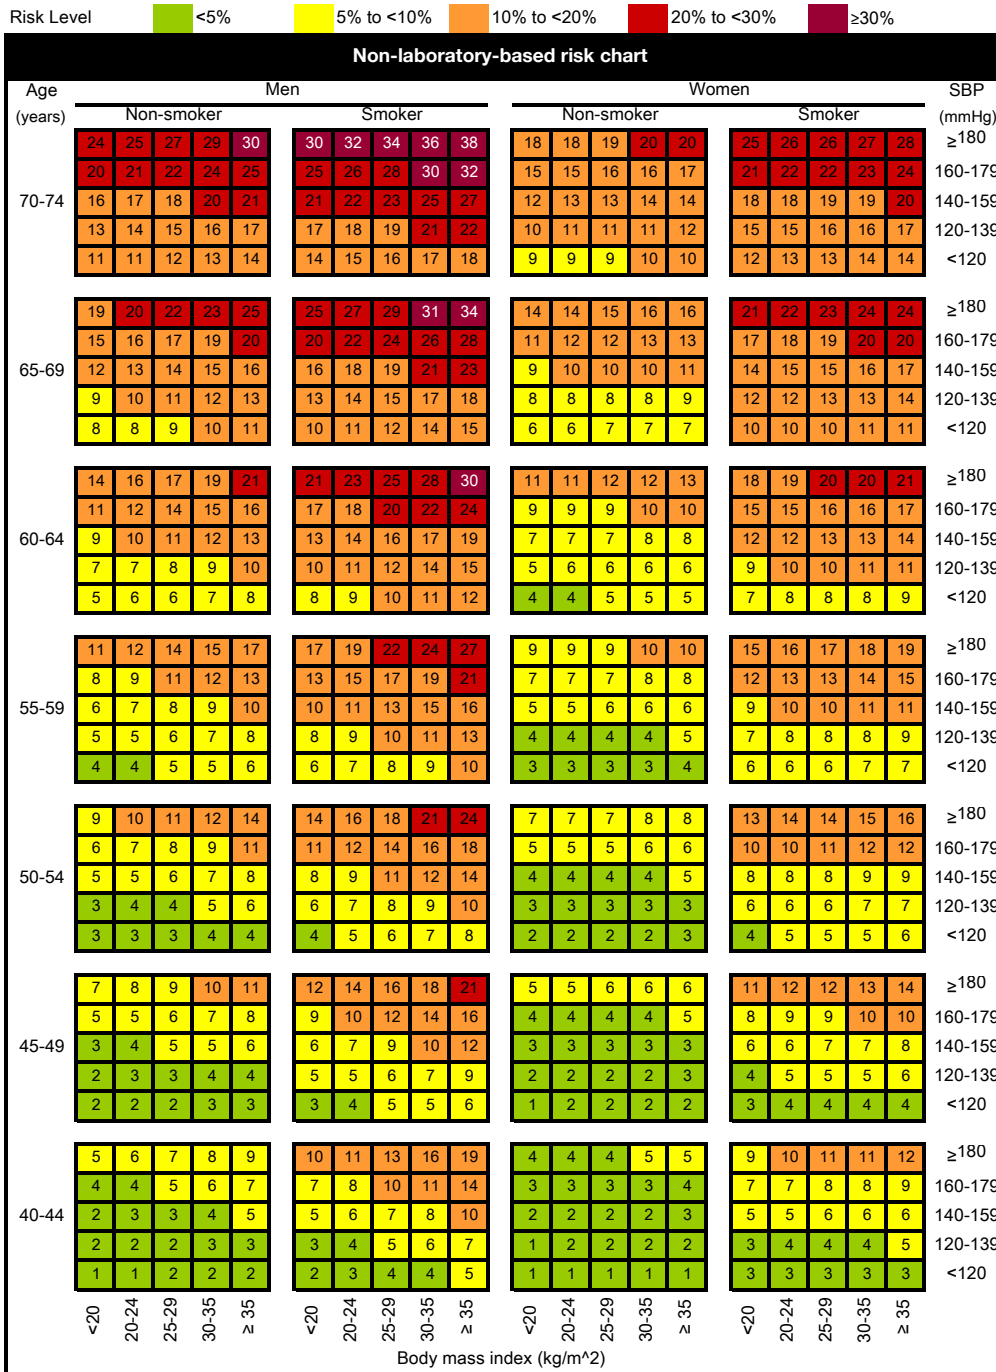 Risk Level <5% 5% to <10% 10% to <20% 20% to <30% ≥30%
Non-laboratory-based risk chart
Age Men Women SBP
(years) Non-smoker Smoker Non-smoker Smoker (mmHg)
24 25 27 29 30 30 32 34 36 38 18 18 19 20 20 25 26 26 27 28 ≥180
20 21 22 24 25 25 26 28 30 32 15 15 16 16 17 21 22 22 23 24 160-179
70-74 16 17 18 20 21 21 22 23 25 27 12 13 13 14 14 18 18 19 19 20 140-159
13 14 15 16 17 17 18 19 21 22 10 11 11 11 12 15 15 16 16 17 120-139
11 11 12 13 14 14 15 16 17 18 9 9 9 10 10 12 13 13 14 14 <120
19 20 22 23 25 25 27 29 31 34 14 14 15 16 16 21 22 23 24 24 ≥180
15 16 17 19 20 20 22 24 26 28 11 12 12 13 13 17 18 19 20 20 160-179
65-69 12 13 14 15 16 16 18 19 21 23 9 10 10 10 11 14 15 15 16 17 140-159
9 10 11 12 13 13 14 15 17 18 8 8 8 8 9 12 12 13 13 14 120-139
8 8 9 10 11 10 11 12 14 15 6 6 7 7 7 10 10 10 11 11 <120
14 16 17 19 21 21 23 25 28 30 11 11 12 12 13 18 19 20 20 21 ≥180
11 12 14 15 16 17 18 20 22 24 9 9 9 10 10 15 15 16 16 17 160-179
60-64 9 10 11 12 13 13 14 16 17 19 7 7 7 8 8 12 12 13 13 14 140-159
7 7 8 9 10 10 11 12 14 15 5 6 6 6 6 9 10 10 11 11 120-139
5 6 6 7 8 8 9 10 11 12 4 4 5 5 5 7 8 8 8 9 <120
11 12 14 15 17 17 19 22 24 27 9 9 9 10 10 15 16 17 18 19 ≥180
8 9 11 12 13 13 15 17 19 21 7 7 7 8 8 12 13 13 14 15 160-179
55-59 6 7 8 9 10 10 11 13 15 16 5 5 6 6 6 9 10 10 11 11 140-159
5 5 6 7 8 8 9 10 11 13 4 4 4 4 5 7 8 8 8 9 120-139
4 4 5 5 6 6 7 8 9 10 3 3 3 3 4 6 6 6 7 7 <120
9 10 11 12 14 14 16 18 21 24 7 7 7 8 8 13 14 14 15 16 ≥180
6 7 8 9 11 11 12 14 16 18 5 5 5 6 6 10 10 11 12 12 160-179
50-54 5 5 6 7 8 8 9 11 12 14 4 4 4 4 5 8 8 8 9 9 140-159
3 4 4 5 6 6 7 8 9 10 3 3 3 3 3 6 6 6 7 7 120-139
3 3 3 4 4 4 5 6 7 8 2 2 2 2 3 4 5 5 5 6 <120
7 8 9 10 11 12 14 16 18 21 5 5 6 6 6 11 12 12 13 14 ≥180
5 5 6 7 8 9 10 12 14 16 4 4 4 4 5 8 9 9 10 10 160-179
45-49 3 4 5 5 6 6 7 9 10 12 3 3 3 3 3 6 6 7 7 8 140-159
2 3 3 4 4 5 5 6 7 9 2 2 2 2 3 4 5 5 5 6 120-139
2 2 2 3 3 3 4 5 5 6 1 2 2 2 2 3 4 4 4 4 <120
5 6 7 8 9 10 11 13 16 19 4 4 4 5 5 9 10 11 11 12 ≥180
4 4 5 6 7 7 8 10 11 14 3 3 3 3 4 7 7 8 8 9 160-179
40-44 2 3 3 4 5 5 6 7 8 10 2 2 2 2 3 5 5 6 6 6 140-159
2 2 2 3 3 3 4 5 6 7 1 2 2 2 2 3 4 4 4 5 120-139
1 1 2 2 2 2 3 4 4 5 1 1 1 1 1 3 3 3 3 3 <120
<20 20-24 25-29 30-35 ≥ 35 <20 20-24 25-29 30-35 ≥ 35 <20 20-24 25-29 30-35 ≥ 35 <20 20-24 25-29 30-35 ≥ 35
Body mass index (kg/m^2)